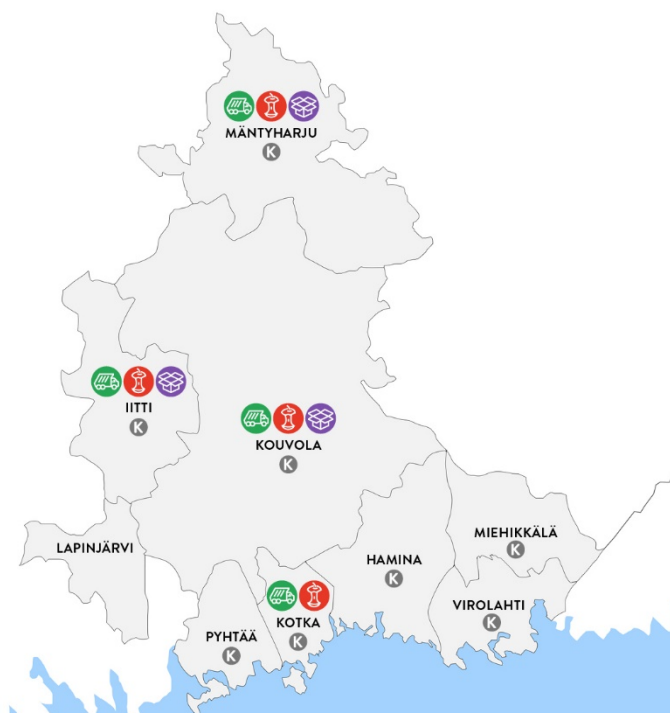 MÄNTYHARJU
K
IITTI
K
KOUVOLA
K
LAPINJÄRVI
HAMINA
K
MIEHIKKÄLÄ
K
PYHTÄÄ
K
KOTKA
K
VIROLAHTI
K